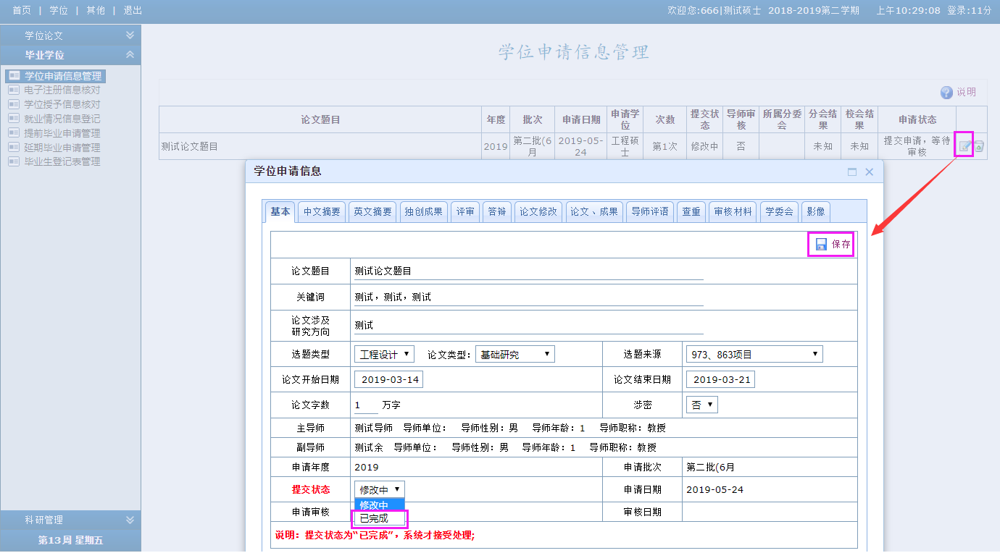 首页 | 学位 | 其他 | 退出
欢迎您:666|测试硕士 2018-2019第二学期 上午10:29:08 登录:11分
学位论文
毕业学位
学位申请信息管理
电子注册信息核对
学位授予信息核对
就业情况信息登记
提前毕业申请管理
延期毕业申请管理
毕业生登记表管理
科研管理
第13周 星期五
学位申请信息管理
说明
论文题目 年度 批次 申请日期 申请学位 次数 提交状态 导师审核 所属分委会 分会结果 校会结果 申请状态
测试论文题目 2019 第二批(6月 2019-05-24 工程硕士 第1次 修改中 否 未知 未知 提交申请，等待审核
学位申请信息
基本 中文摘要 英文摘要 独创成果 评审 答辩 论文修改 论文、成果 导师评语 查重 审核材料 学委会 影像
保存
论文题目 测试论文题目
关键词 测试，测试，测试
论文涉及
研究方向 测试
选题类型 工程设计 论文类型： 基础研究 选题来源 973、863项目
论文开始日期 2019-03-14 论文结束日期 2019-03-21
论文字数 1 万字 涉密 否
主导师 测试导师 导师单位： 导师性别：男 导师年龄：1 导师职称：教授
副导师 测试余 导师单位： 导师性别：男 导师年龄：1 导师职称：教授
申请年度 2019 申请批次 第二批(6月
提交状态 修改中 申请日期 2019-05-24
修改中
申请审核 已完成 审核日期
说明：提交状态为“已完成”，系统才接受处理;